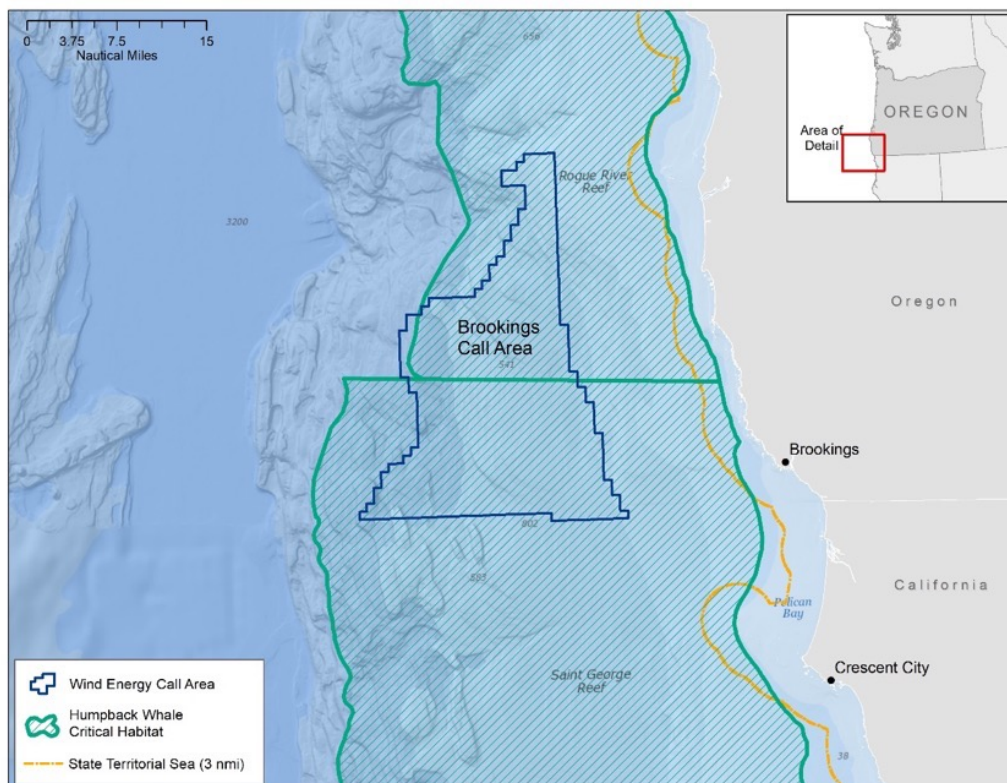 0 3.75 7.5 15
Nautical Miles
656
OREGON
Area of
Detail
Rogue River
Reef
3200
Oregon
Brookings
Call Area
541
Brookings
802
583
California
Pelican
Bay
Saint George
Reef
Crescent City
38
Wind Energy Call Area
Humpback Whale
Critical Habitat
State Territorial Sea (3 nmi)